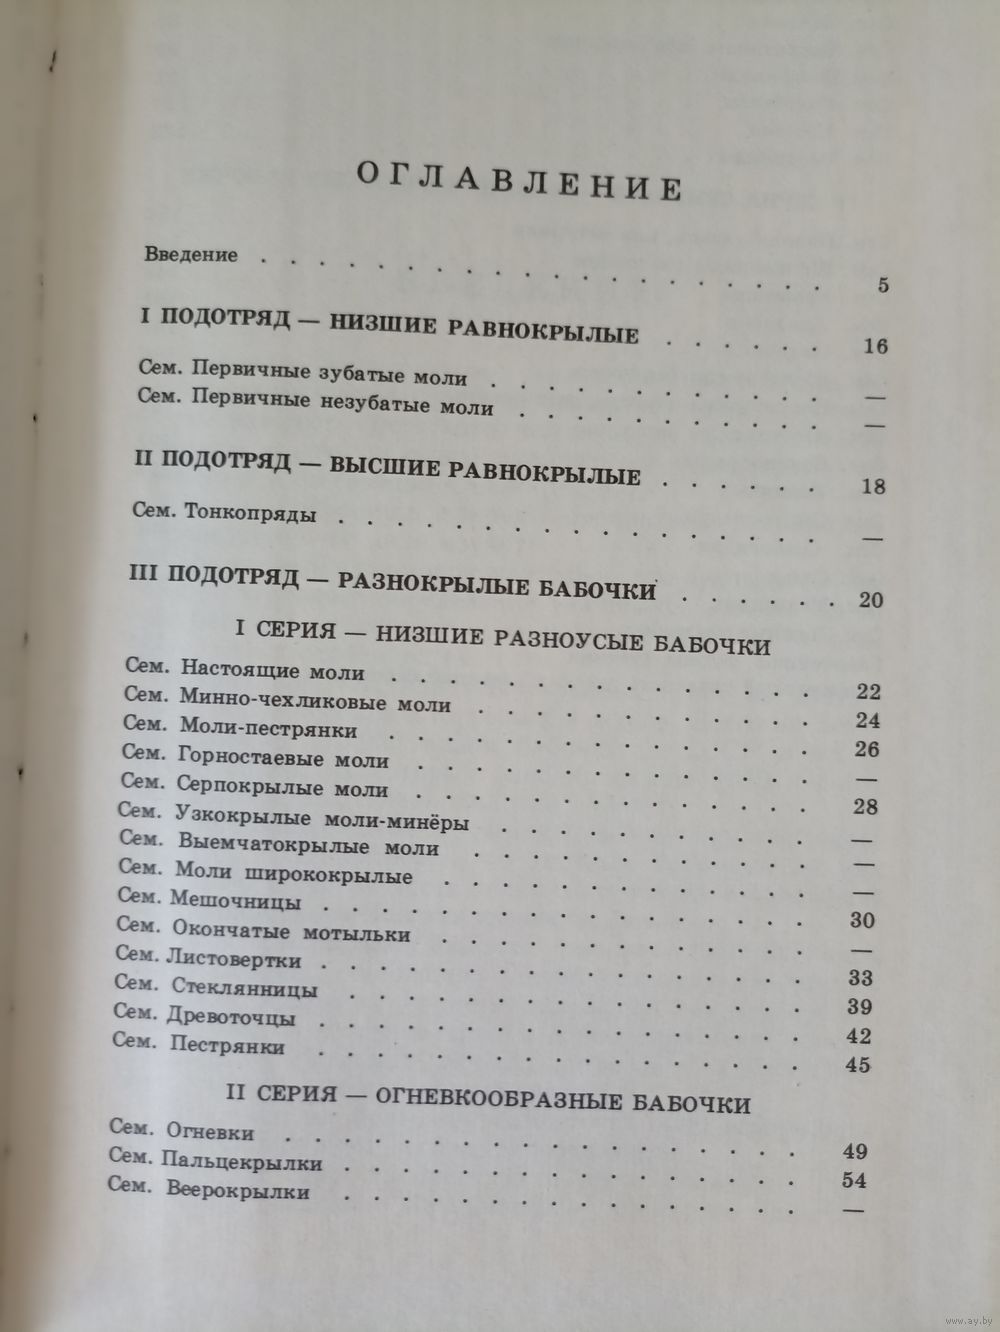 ОГЛАВЛЕНИЕ
Введение . . . . . . . . . . . . . . . . . . . . 5
I ПОДОТРЯД — НИЗШИЕ РАВНОКРЫЛЫЕ . . . . . . 16
Сем. Первичные зубатые моли . . . . . . . . . . . . —
Сем. Первичные незубатые моли . . . . . . . . . . . —
II ПОДОТРЯД — ВЫСШИЕ РАВНОКРЫЛЫЕ . . . . . . 18
Сем. Тонкопряды . . . . . . . . . . . . . . . . . —
III ПОДОТРЯД — РАЗНОКРЫЛЫЕ БАБОЧКИ . . . . . . 20
I СЕРИЯ — НИЗШИЕ РАЗНОУСЫЕ БАБОЧКИ
Сем. Настоящие моли . . . . . . . . . . . . . . . 22
Сем. Минно-чехликовые моли . . . . . . . . . . . . 24
Сем. Моли-пестрянки . . . . . . . . . . . . . . . 26
Сем. Горностаевые моли . . . . . . . . . . . . . . —
Сем. Серпокрылые моли . . . . . . . . . . . . . . 28
Сем. Узкокрылые моли-минёры . . . . . . . . . . . —
Сем. Выемчатокрылые моли . . . . . . . . . . . . —
Сем. Моли ширококрылые . . . . . . . . . . . . . —
Сем. Мешочницы . . . . . . . . . . . . . . . . . 30
Сем. Окончатые мотыльки . . . . . . . . . . . . . —
Сем. Листовертки . . . . . . . . . . . . . . . . . 33
Сем. Стеклянницы . . . . . . . . . . . . . . . . 39
Сем. Древоточцы . . . . . . . . . . . . . . . . . 42
Сем. Пестрянки . . . . . . . . . . . . . . . . . 45
II СЕРИЯ — ОГНЕВКООБРАЗНЫЕ БАБОЧКИ
Сем. Огневки . . . . . . . . . . . . . . . . . . 49
Сем. Пальцекрылки . . . . . . . . . . . . . . . . 54
Сем. Веерокрылки . . . . . . . . . . . . . . . . —
www.ay.by